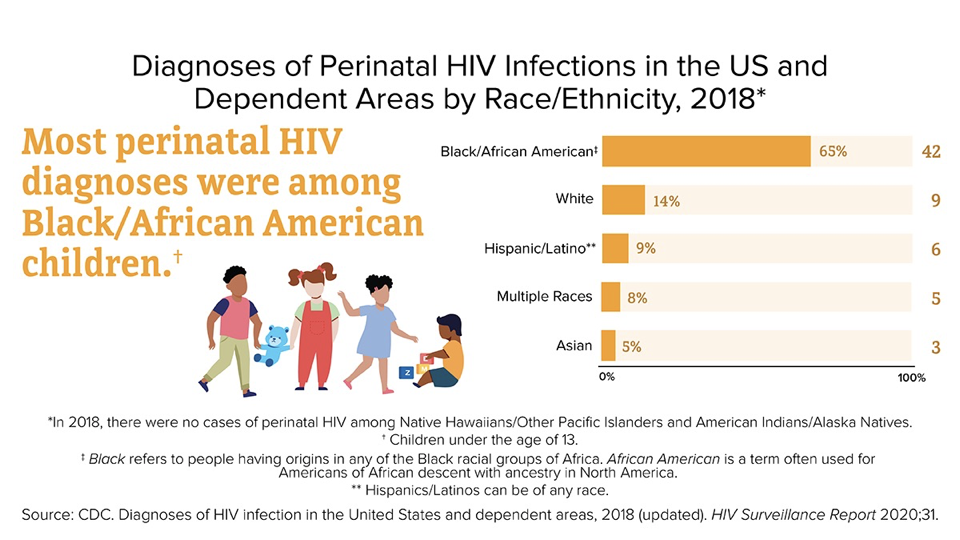 Diagnoses of Perinatal HIV Infections in the US and
Dependent Areas by Race/Ethnicity, 2018*
Most perinatal HIV
diagnoses were among
Black/African American
children.†
Black/African American‡ 65% 42
White 14% 9
Hispanic/Latino** 9% 6
Multiple Races 8% 5
Asian 5% 3
0% 100%
Z
*In 2018, there were no cases of perinatal HIV among Native Hawaiians/Other Pacific Islanders and American Indians/Alaska Natives.
† Children under the age of 13.
‡ Black refers to people having origins in any of the Black racial groups of Africa. African American is a term often used for
Americans of African descent with ancestry in North America.
** Hispanics/Latinos can be of any race.
Source: CDC. Diagnoses of HIV infection in the United States and dependent areas, 2018 (updated). HIV Surveillance Report 2020;31.